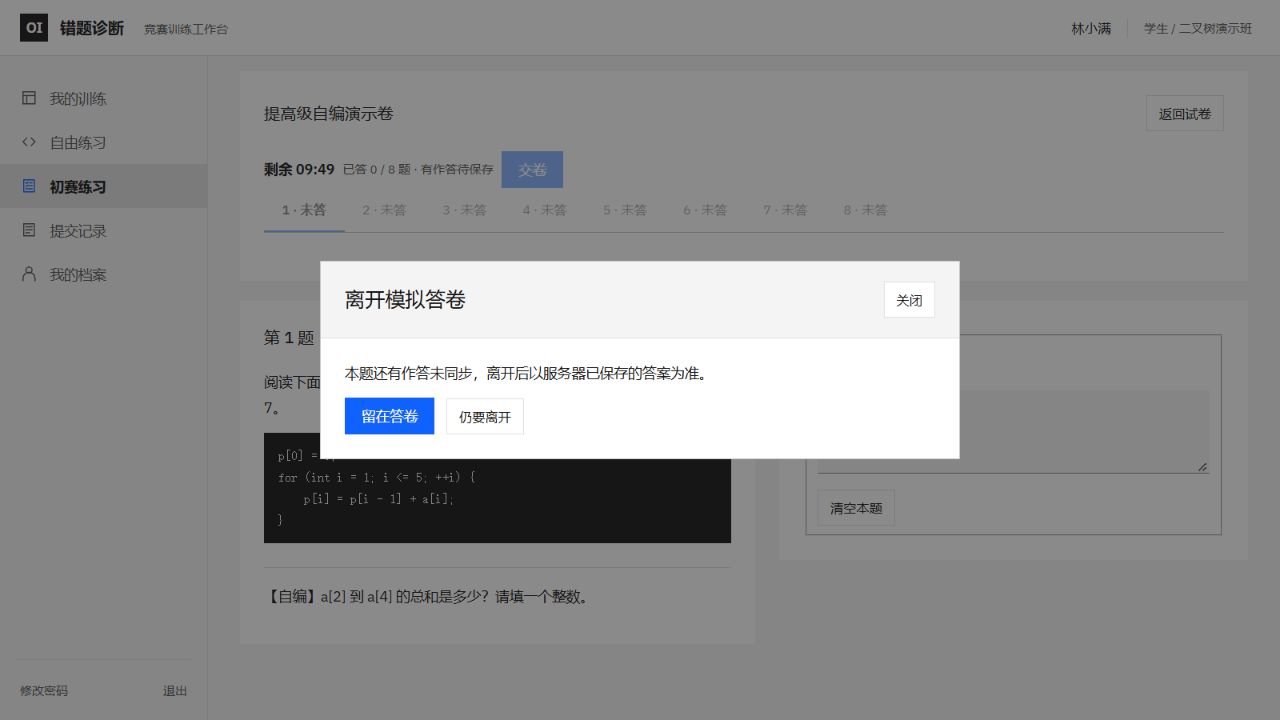 OI 错题诊断 竞赛训练工作台
林小满 学生 / 二叉树演示班
我的训练
自由练习
初赛练习
提交记录
我的档案
修改密码 退出
提高级自编演示卷 返回试卷
剩余 09:49 已答 0 / 8 题 · 有作答待保存 交卷
1 · 未答 2 · 未答 3 · 未答 4 · 未答 5 · 未答 6 · 未答 7 · 未答 8 · 未答
离开模拟答卷 关闭
本题还有作答未同步，离开后以服务器已保存的答案为准。
留在答卷 仍要离开
第 1 题
阅读下面
7。
p[0] =
for (int i = 1; i <= 5; ++i) {
    p[i] = p[i - 1] + a[i];
}
【自编】a[2] 到 a[4] 的总和是多少？请填一个整数。
清空本题